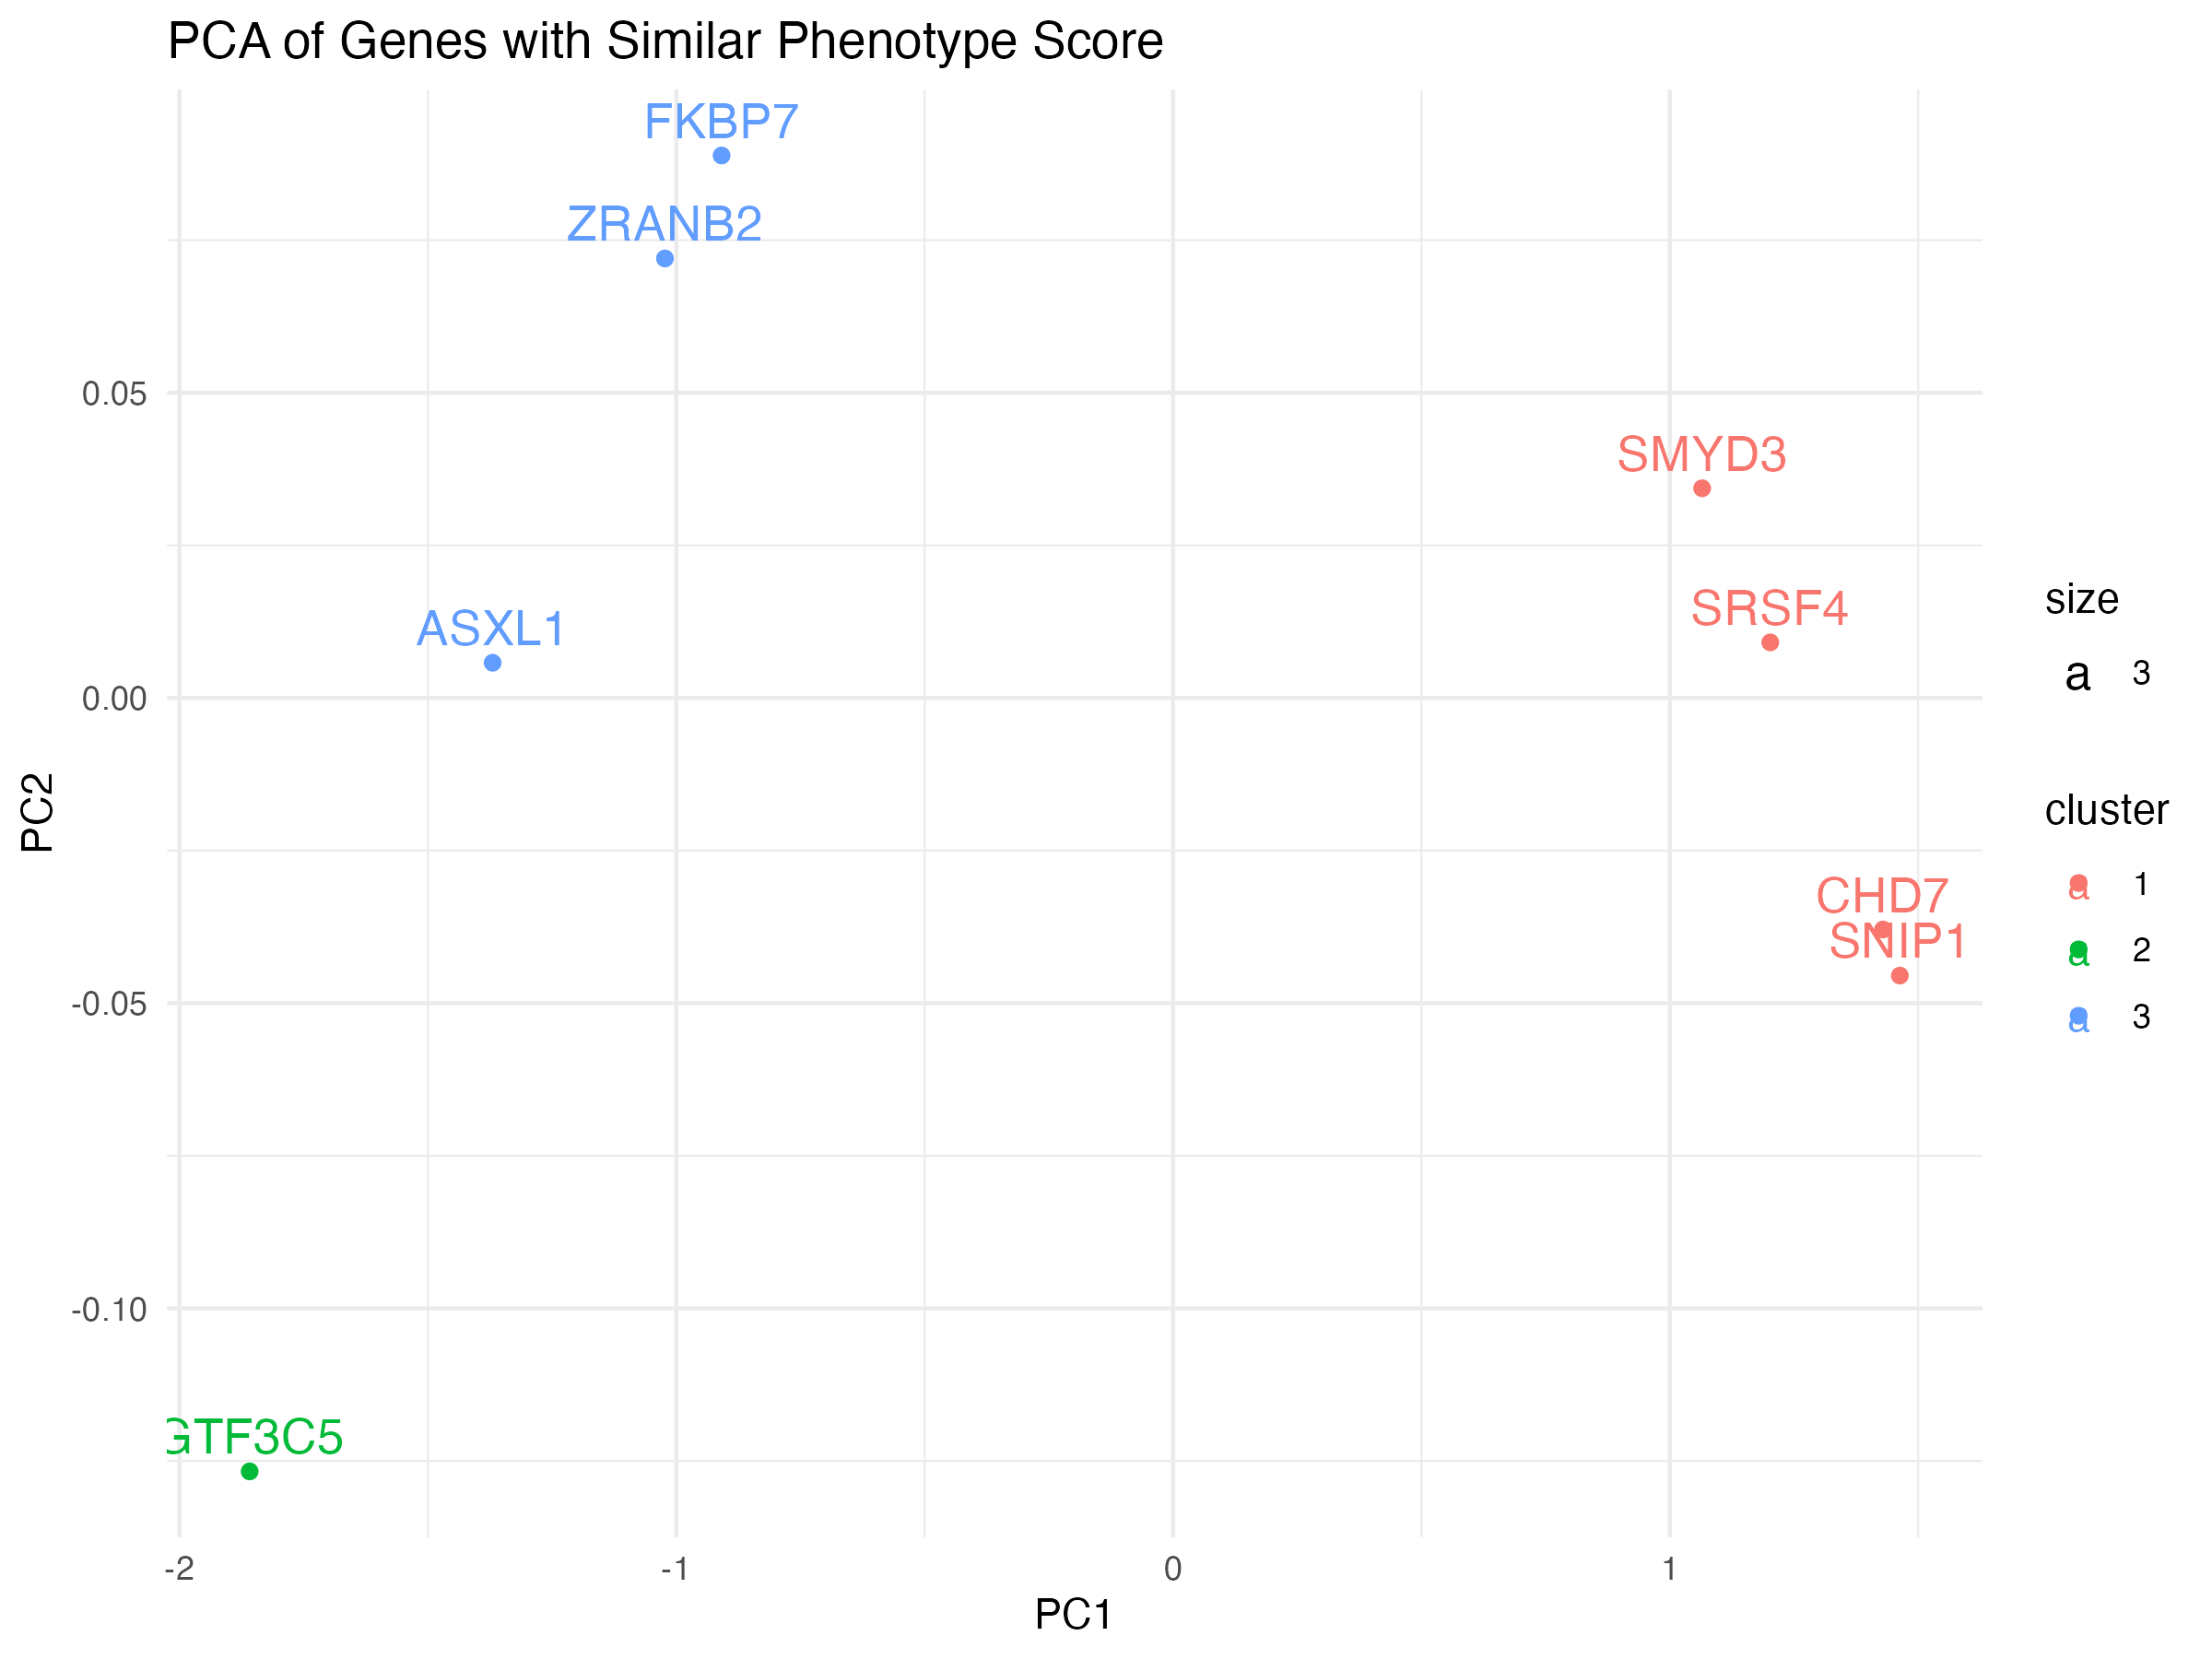 PCA of Genes with Similar Phenotype Score
FKBP7
ZRANB2
0.05
SMYD3
SRSF4
ASXL1
0.00
size
a 3
PC2
cluster
CHD7
a 1
SNIP1
a 2
-0.05
a 3
-0.10
GTF3C5
-2 -1 0 1
PC1